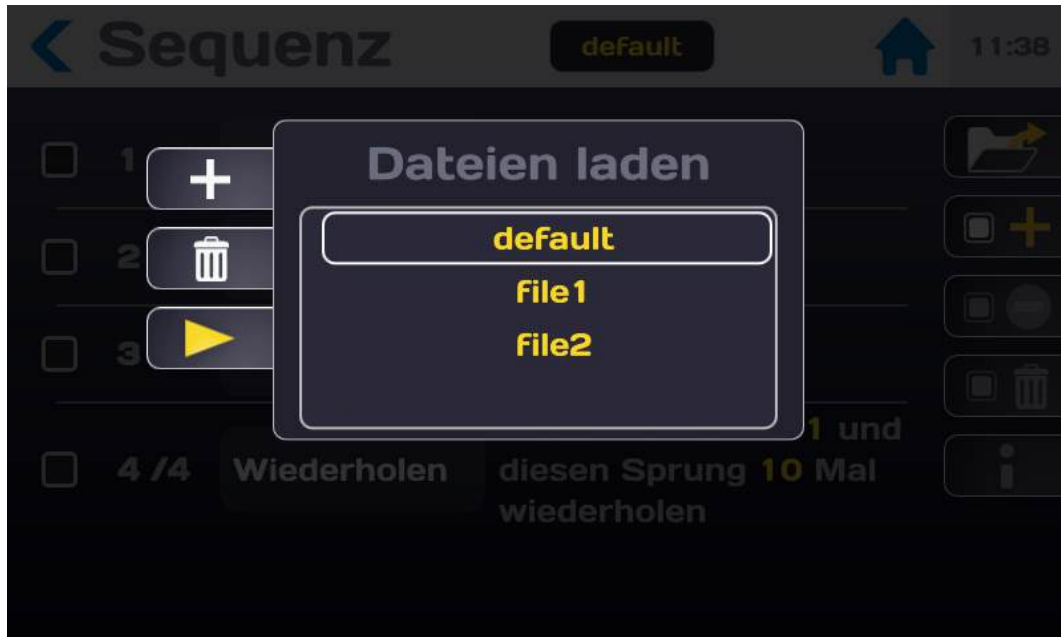 Sequenz
default
11:38
Dateien laden
1
default
2
file1
file2
3
1 und
4 /4
Wiederholen
diesen Sprung 10 Mal
wiederholen